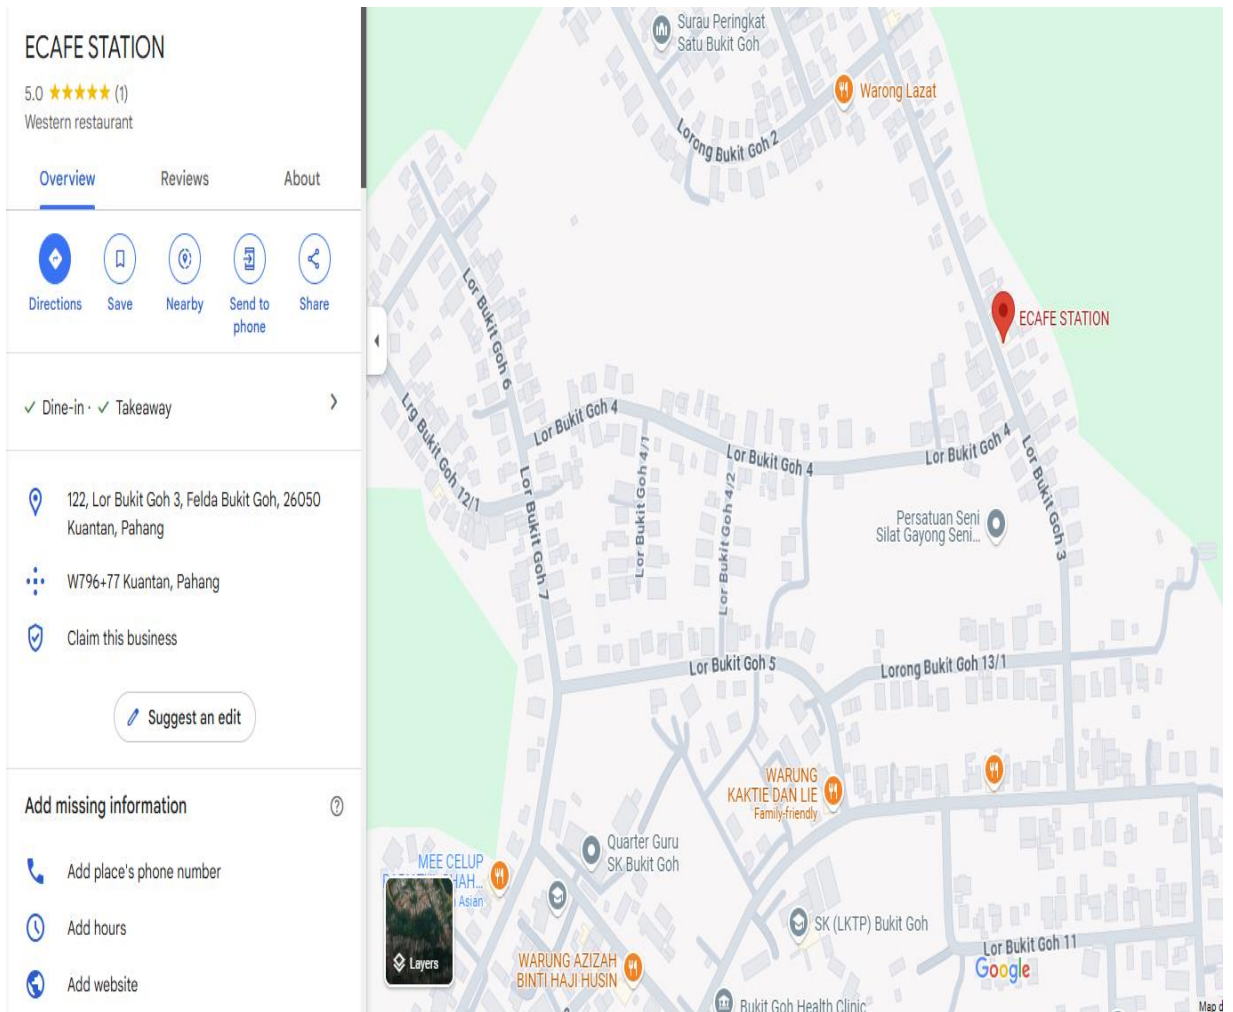 ECAFE STATION
5.0 ★★★★★ (1)
Western restaurant
Overview
Reviews
About
Directions
Save
Nearby
Send to
phone
Share
✓ Dine-in · ✓ Takeaway
122, Lor Bukit Goh 3, Felda Bukit Goh, 26050
Kuantan, Pahang
W796+77 Kuantan, Pahang
Claim this business
Suggest an edit
Add missing information
Add place's phone number
Add hours
Add website
Surau Peringkat
Satu Bukit Goh
Warong Lazat
Lorong Bukit Goh 2
Lor Bukit Goh 6
ECAFE STATION
Lrg Bukit Goh 12/1
Lor Bukit Goh 4
Lor Bukit Goh 4
Lor Bukit Goh 4
Lor Bukit Goh 4/1
Lor Bukit Goh 4/2
Lor Bukit Goh 7
Lor Bukit Goh 3
Persatuan Seni
Silat Gayong Seni...
Lor Bukit Goh 5
Lorong Bukit Goh 13/1
WARUNG
KAKTIE DAN LIE
Family-friendly
Quarter Guru
SK Bukit Goh
MEE CELUP
Asian
Layers
SK (LKTP) Bukit Goh
Lor Bukit Goh 11
WARUNG AZIZAH
BINTI HAJI HUSIN
Google
Bukit Goh Health Clinic
Map d